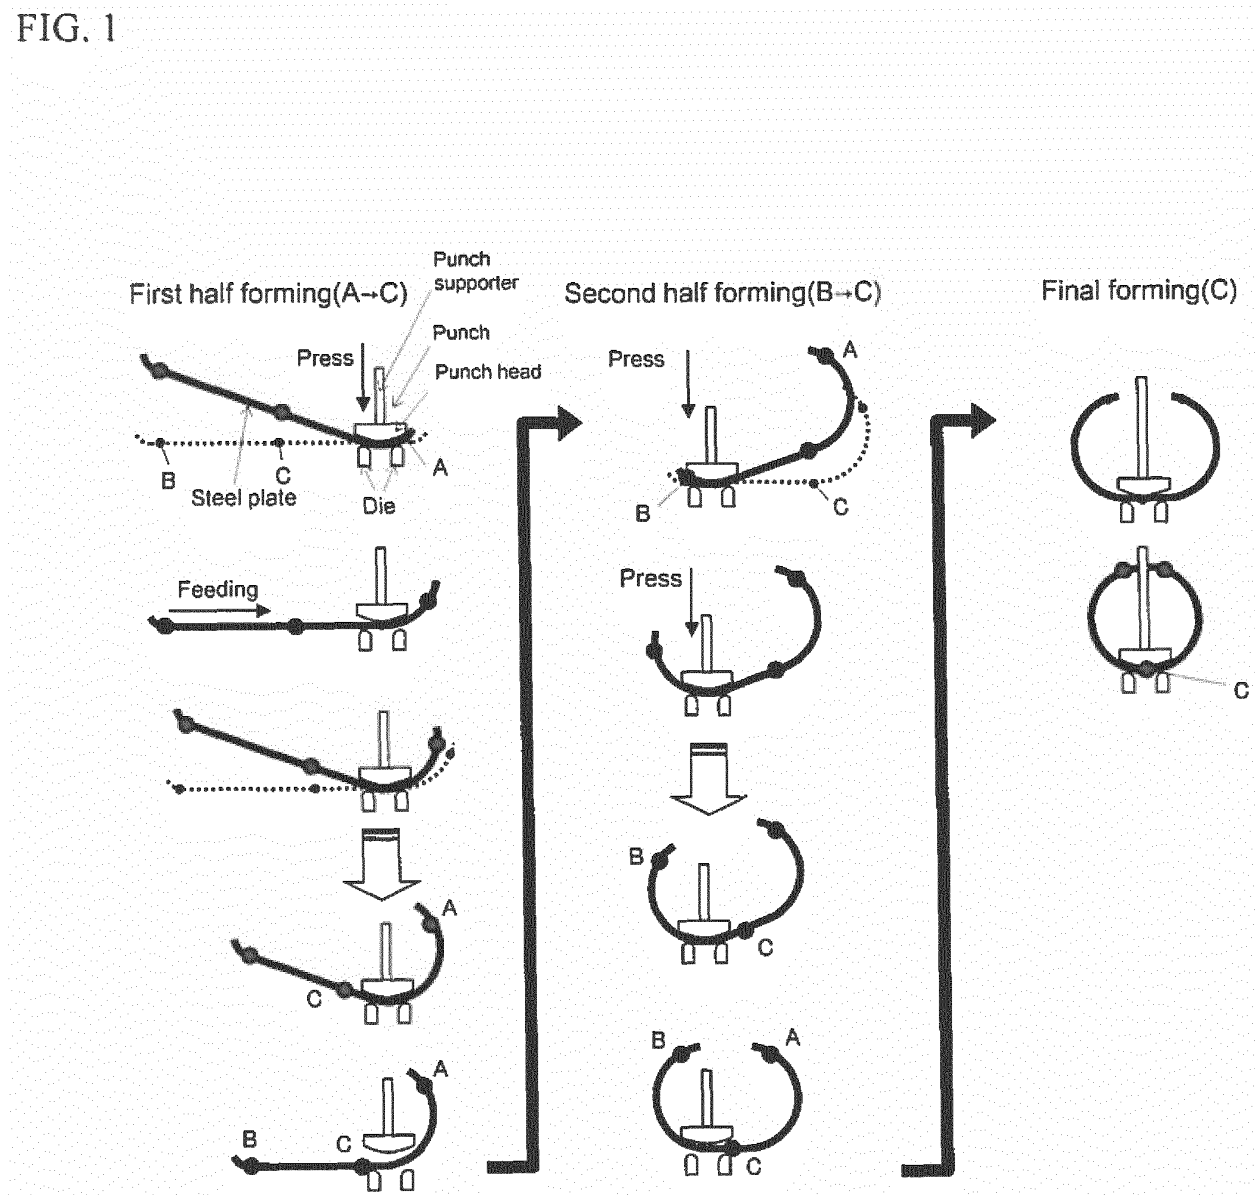 FIG. 1
First half forming(A→C)
Punch
supporter
Punch
Punch head
Press
B
C
A
Steel plate
Die
Feeding
A
C
A
B
C
Second half forming(B→C)
Press
A
B
C
Press
B
C
B
A
C
Final forming(C)
C